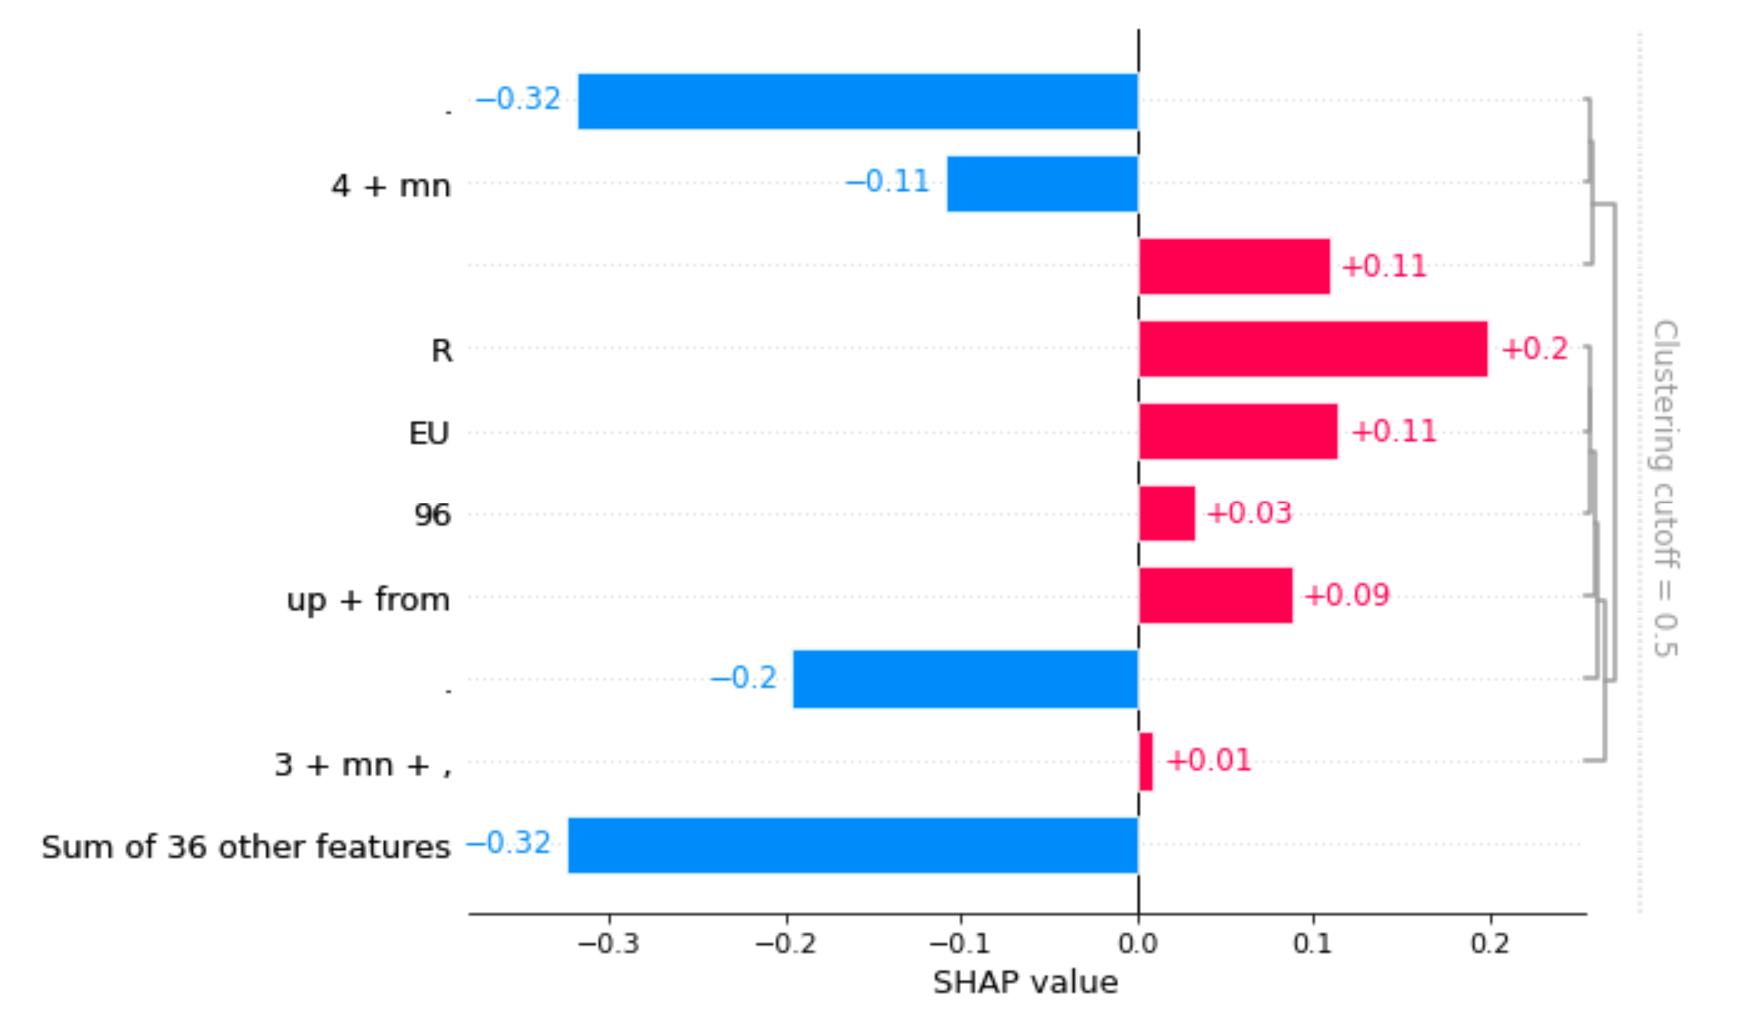 . −0.32
4 + mn −0.11
+0.11
R +0.2
EU +0.11
96 +0.03
up + from +0.09
. −0.2
3 + mn + , +0.01
Sum of 36 other features −0.32
−0.3 −0.2 −0.1 0.0 0.1 0.2
SHAP value
Clustering cutoff = 0.5